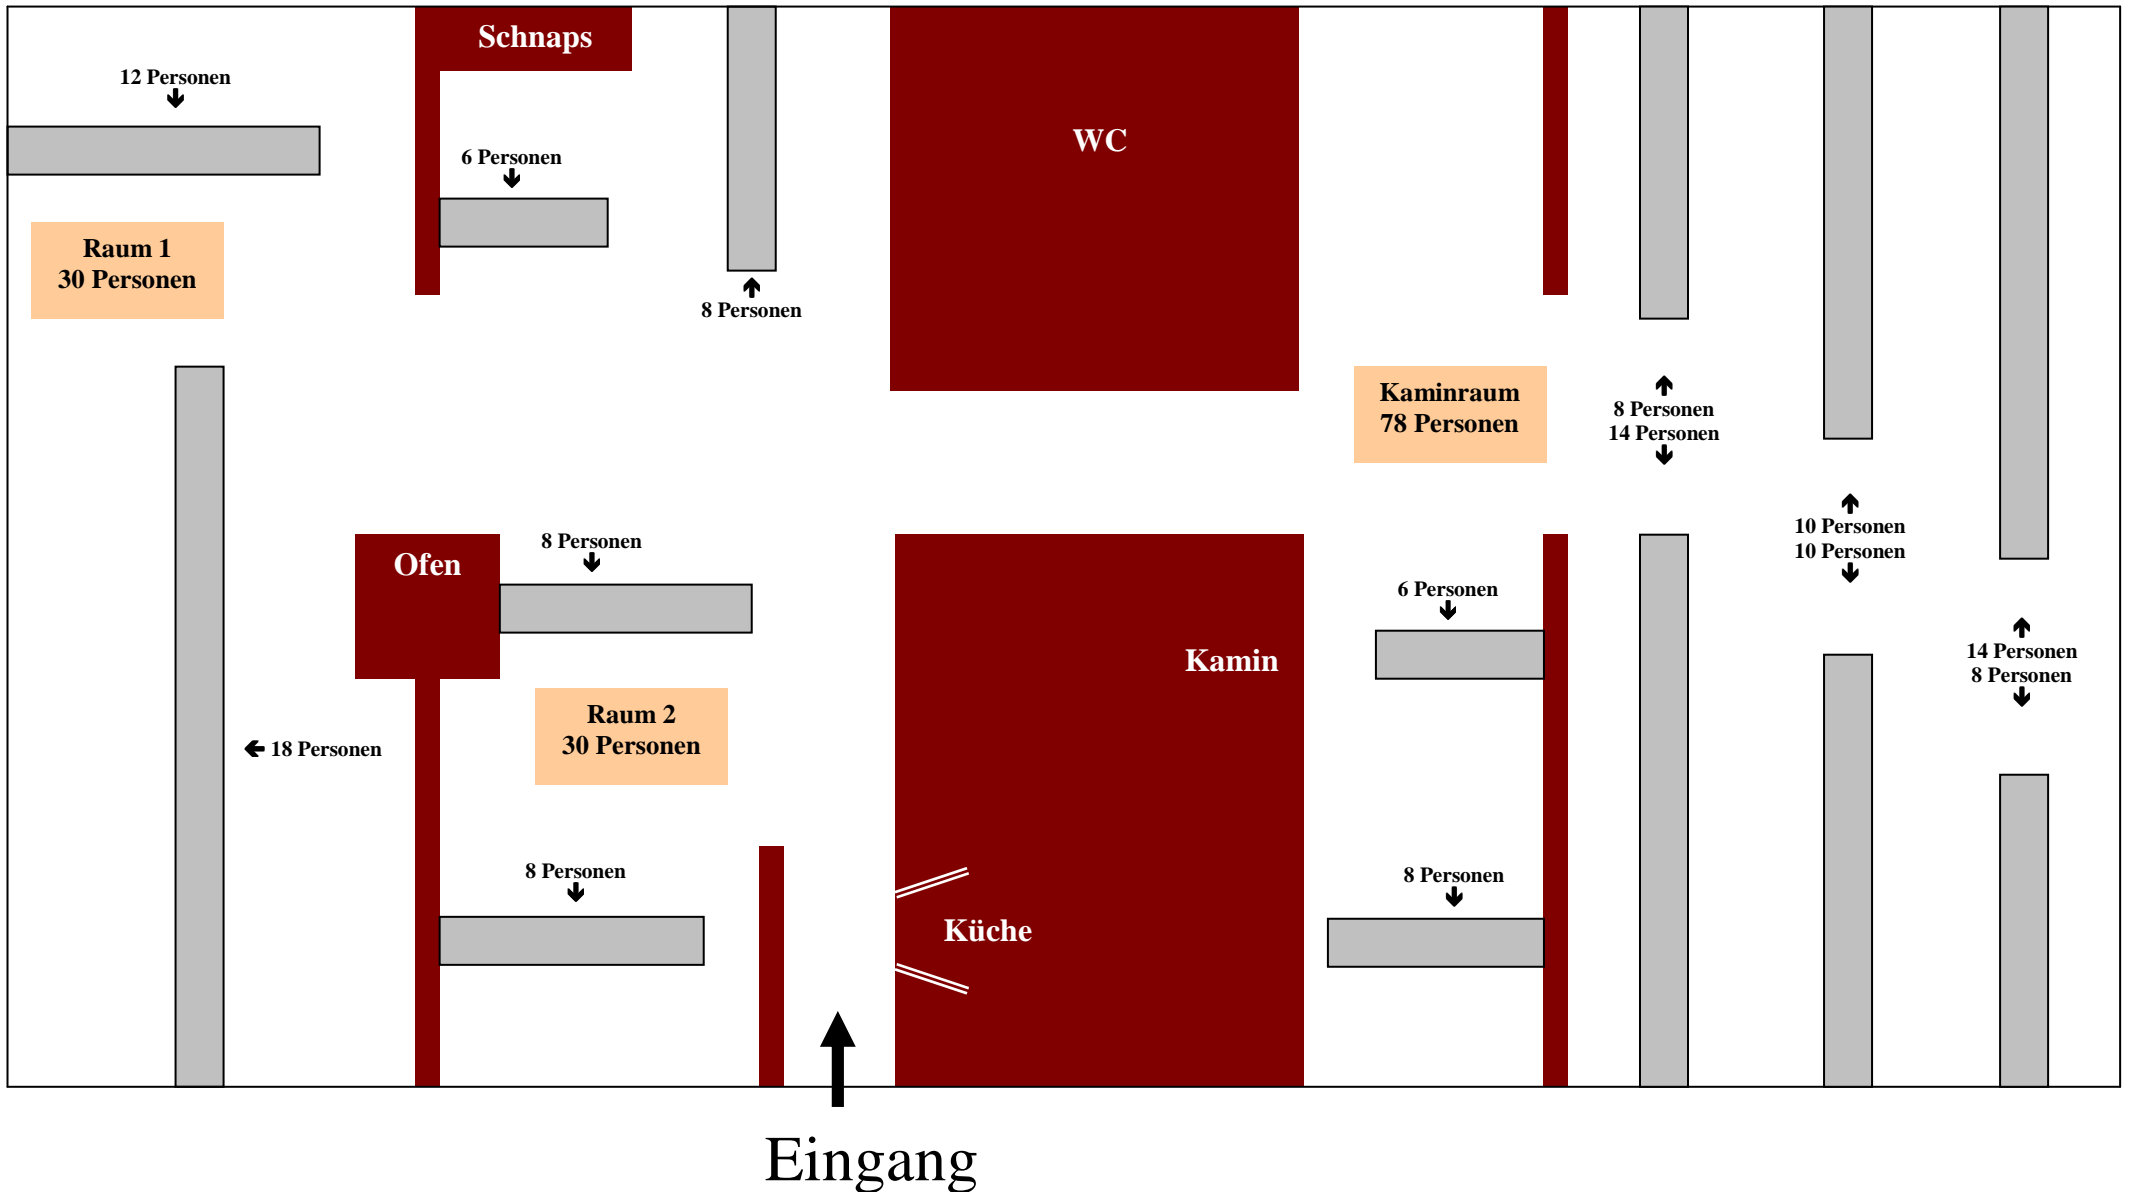 Schnaps
12 Personen
WC
6 Personen
Raum 1
30 Personen
8 Personen
Kaminraum
78 Personen
8 Personen
14 Personen
10 Personen
10 Personen
8 Personen
Ofen
6 Personen
14 Personen
8 Personen
Kamin
Raum 2
30 Personen
18 Personen
8 Personen
8 Personen
Küche
Eingang